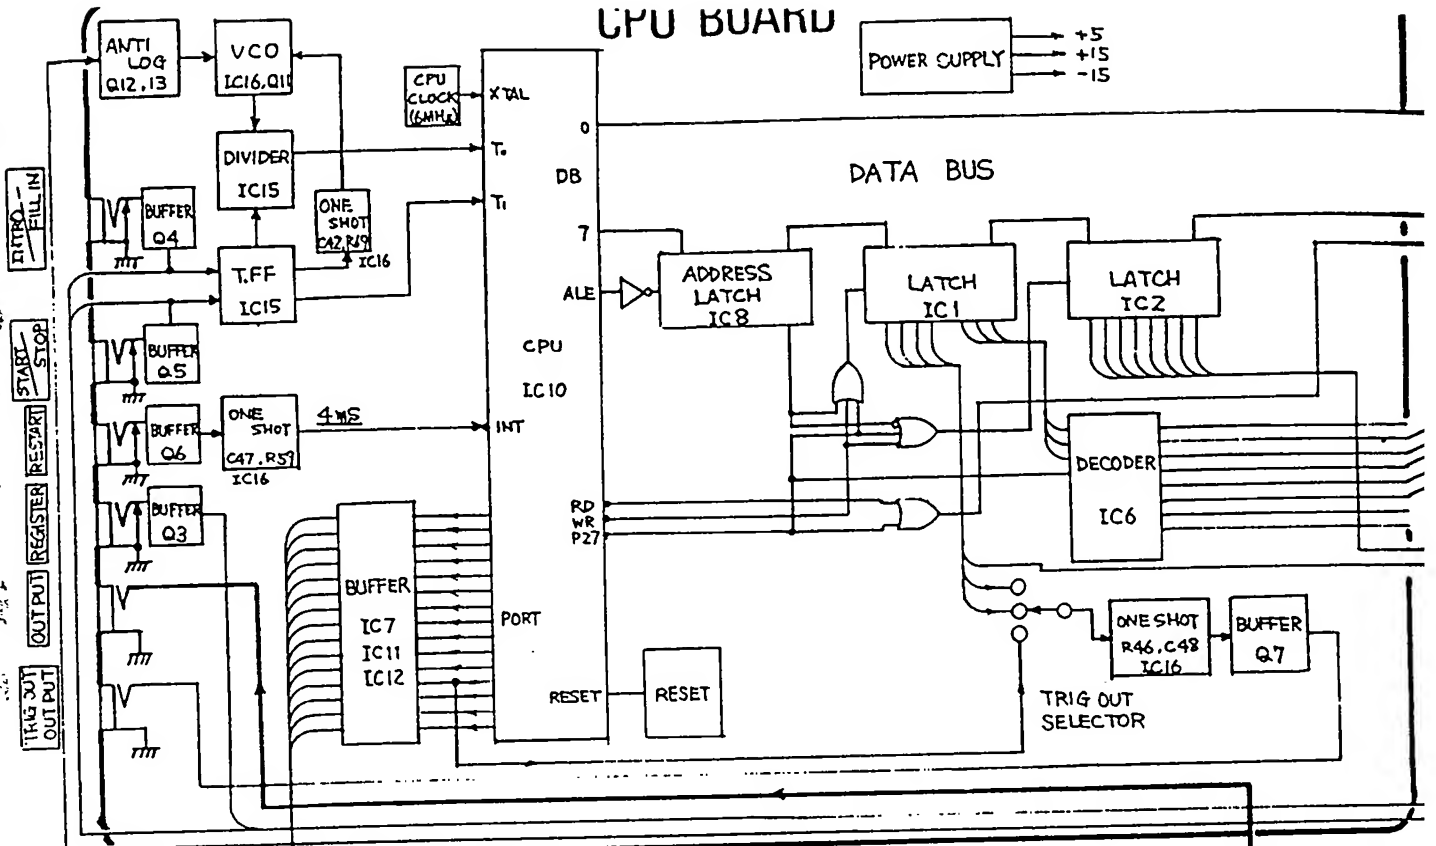 CPU BOARD
ANTI
LOG
Q12,13
VCO
IC16,Q11
CPU
CLOCK
(6MHz)
XTAL
POWER SUPPLY
+5
+15
-15
0
DB
7
DATA BUS
DIVIDER
IC15
T0
T1
INTRO -
FILL IN
BUFFER
Q4
ONE
SHOT
C42,R69
IC16
T.FF
IC15
ALE
ADDRESS
LATCH
IC8
LATCH
IC1
LATCH
IC2
START/
STOP
BUFFER
Q5
CPU
IC10
RESTART
BUFFER
Q6
ONE
SHOT
C47,R59
IC16
4mS
INT
DECODER
IC6
REGISTER
BUFFER
Q3
RD
WR
P27
OUTPUT
BUFFER
IC7
IC11
IC12
PORT
RESET
RESET
TRIG OUT
SELECTOR
ONE SHOT
R46,C48
IC16
BUFFER
Q7
TRIG OUT
OUTPUT